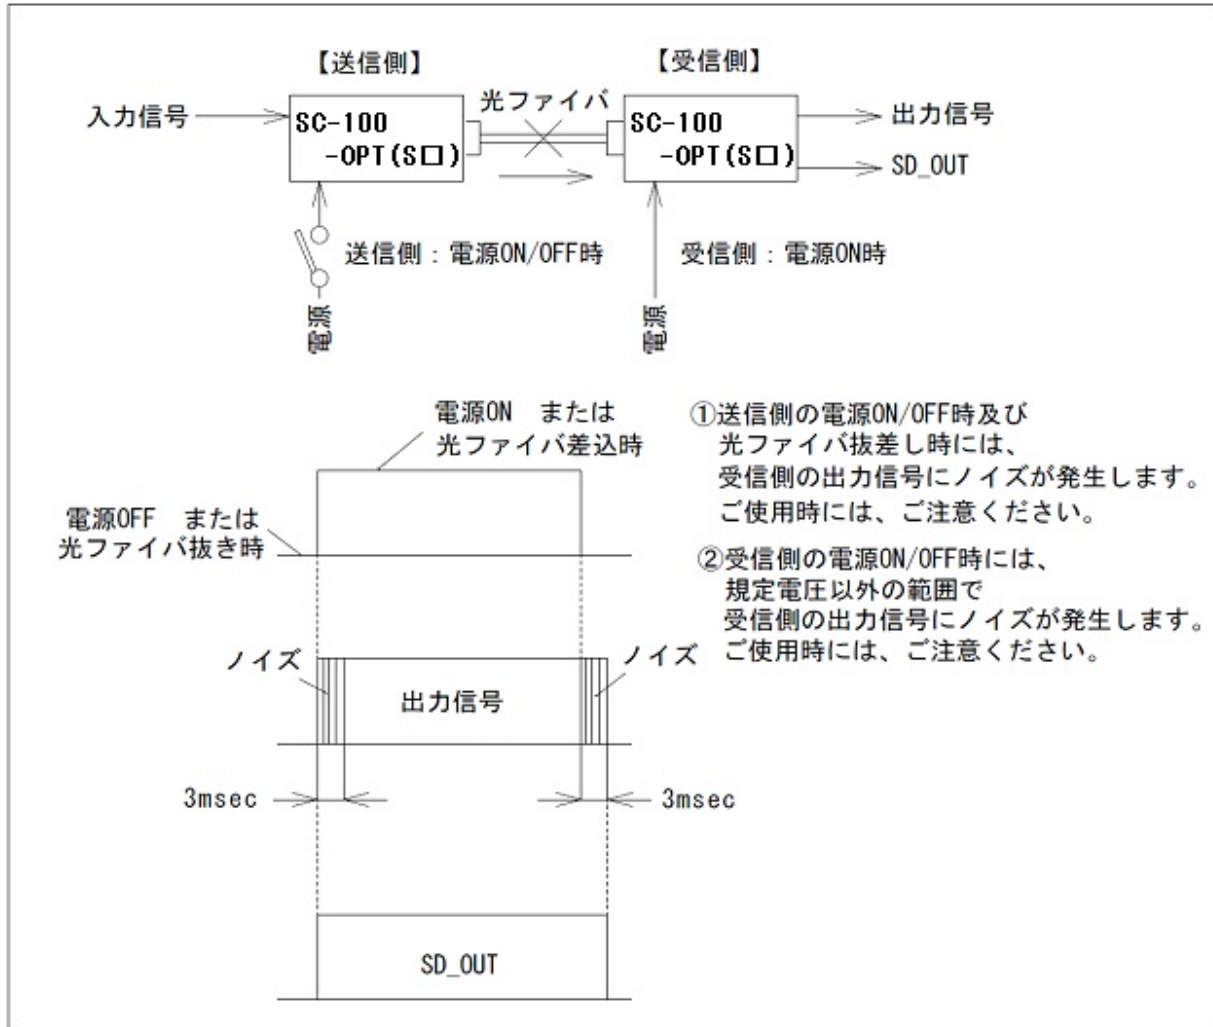 【送信側】
【受信側】
入力信号
SC-100
-OPT(S□)
光ファイバ
SC-100
-OPT(S□)
出力信号
SD_OUT
送信側:電源ON/OFF時
受信側:電源ON時
電源
電源
電源ON または
光ファイバ差込時
電源OFF または
光ファイバ抜き時
①送信側の電源ON/OFF時及び
光ファイバ抜差し時には、
受信側の出力信号にノイズが発生します。
ご使用時には、ご注意ください。
②受信側の電源ON/OFF時には、
規定電圧以外の範囲で
受信側の出力信号にノイズが発生します。
ご使用時には、ご注意ください。
ノイズ
出力信号
ノイズ
3msec
3msec
SD_OUT